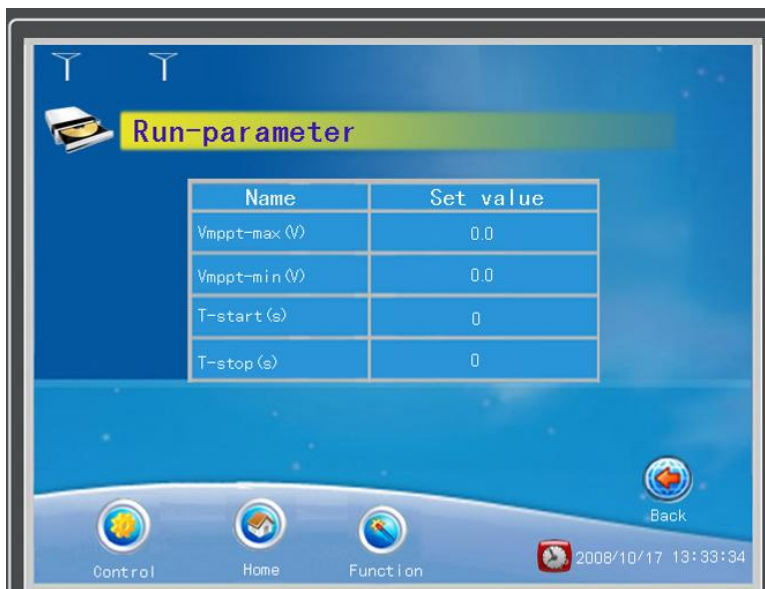 Run-parameter
Name Set value
Vmppt-max(V) 0.0
Vmppt-min(V) 0.0
T-start(s) 0
T-stop(s) 0
Back
Control Home Function
2008/10/17 13:33:34